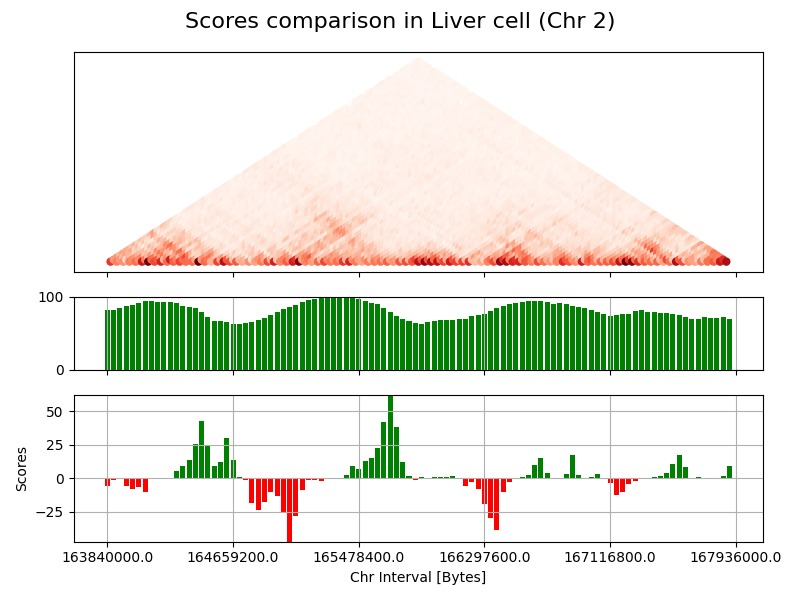 Scores comparison in Liver cell (Chr 2)
100
0
50
25
0
−25
Scores
163840000.0 164659200.0 165478400.0 166297600.0 167116800.0 167936000.0
Chr Interval [Bytes]